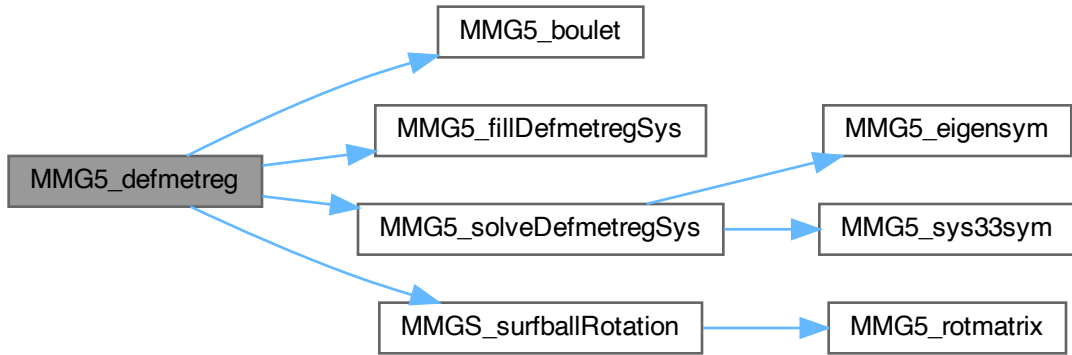 MMG5_defmetreg
MMG5_boulet
MMG5_fillDefmetregSys
MMG5_solveDefmetregSys
MMG5_eigensym
MMG5_sys33sym
MMGS_surfballRotation
MMG5_rotmatrix